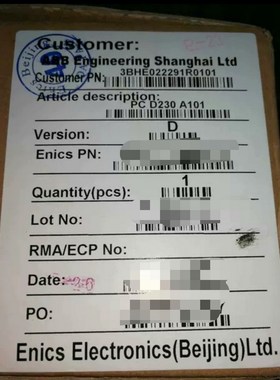 Customer:
ABB Engineering Shanghai Ltd
Customer PN:
3BHE022291R0101
Article description:
PC D230 A101
Version:
D
Enics PN:
Quantity(pcs):
1
Lot No:
RMA/ECP No:
Date:
PO:
Enics Electronics(Beijing)Ltd.